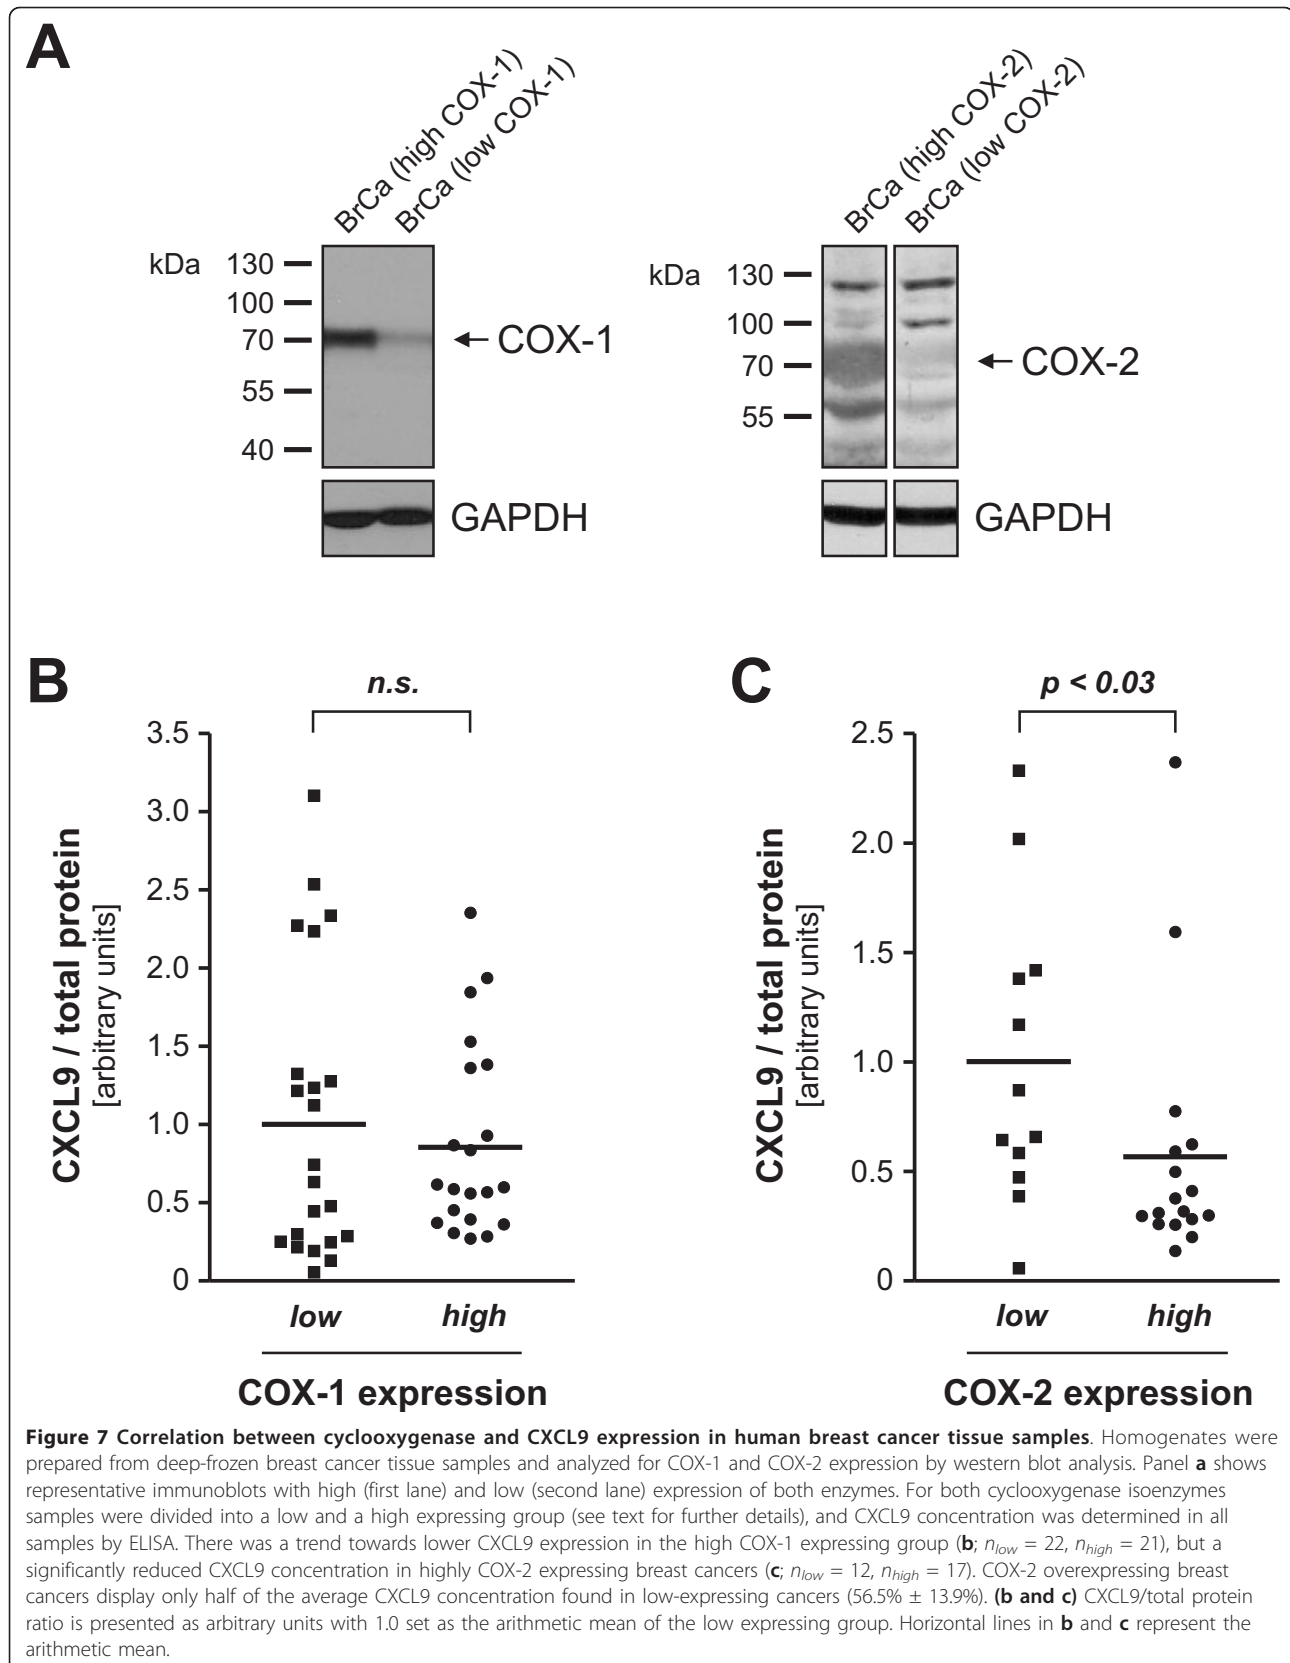 A
BrCa (high COX-1)
BrCa (low COX-1)
kDa
130
100
70
55
40
COX-1
GAPDH
BrCa (high COX-2)
BrCa (low COX-2)
kDa
130
100
70
55
COX-2
GAPDH
B
n.s.
CXCL9 / total protein
[arbitrary units]
3.5
3.0
2.5
2.0
1.5
1.0
0.5
0
low
high
COX-1 expression
C
p < 0.03
CXCL9 / total protein
[arbitrary units]
2.5
2.0
1.5
1.0
0.5
0
low
high
COX-2 expression
Figure 7 Correlation between cyclooxygenase and CXCL9 expression in human breast cancer tissue samples. Homogenates were
prepared from deep-frozen breast cancer tissue samples and analyzed for COX-1 and COX-2 expression by western blot analysis. Panel a shows
representative immunoblots with high (first lane) and low (second lane) expression of both enzymes. For both cyclooxygenase isoenzymes
samples were divided into a low and a high expressing group (see text for further details), and CXCL9 concentration was determined in all
samples by ELISA. There was a trend towards lower CXCL9 expression in the high COX-1 expressing group (b; nlow = 22, nhigh = 21), but a
significantly reduced CXCL9 concentration in highly COX-2 expressing breast cancers (c; nlow = 12, nhigh = 17). COX-2 overexpressing breast
cancers display only half of the average CXCL9 concentration found in low-expressing cancers (56.5% ± 13.9%). (b and c) CXCL9/total protein
ratio is presented as arbitrary units with 1.0 set as the arithmetic mean of the low expressing group. Horizontal lines in b and c represent the
arithmetic mean.